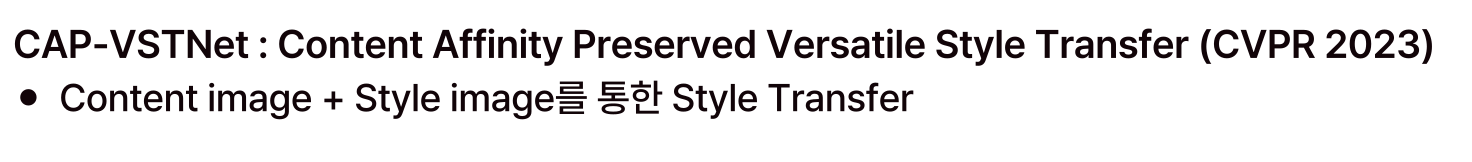 CAP-VSTNet : Content Affinity Preserved Versatile Style Transfer (CVPR 2023)
• Content image + Style image를 통한 Style Transfer